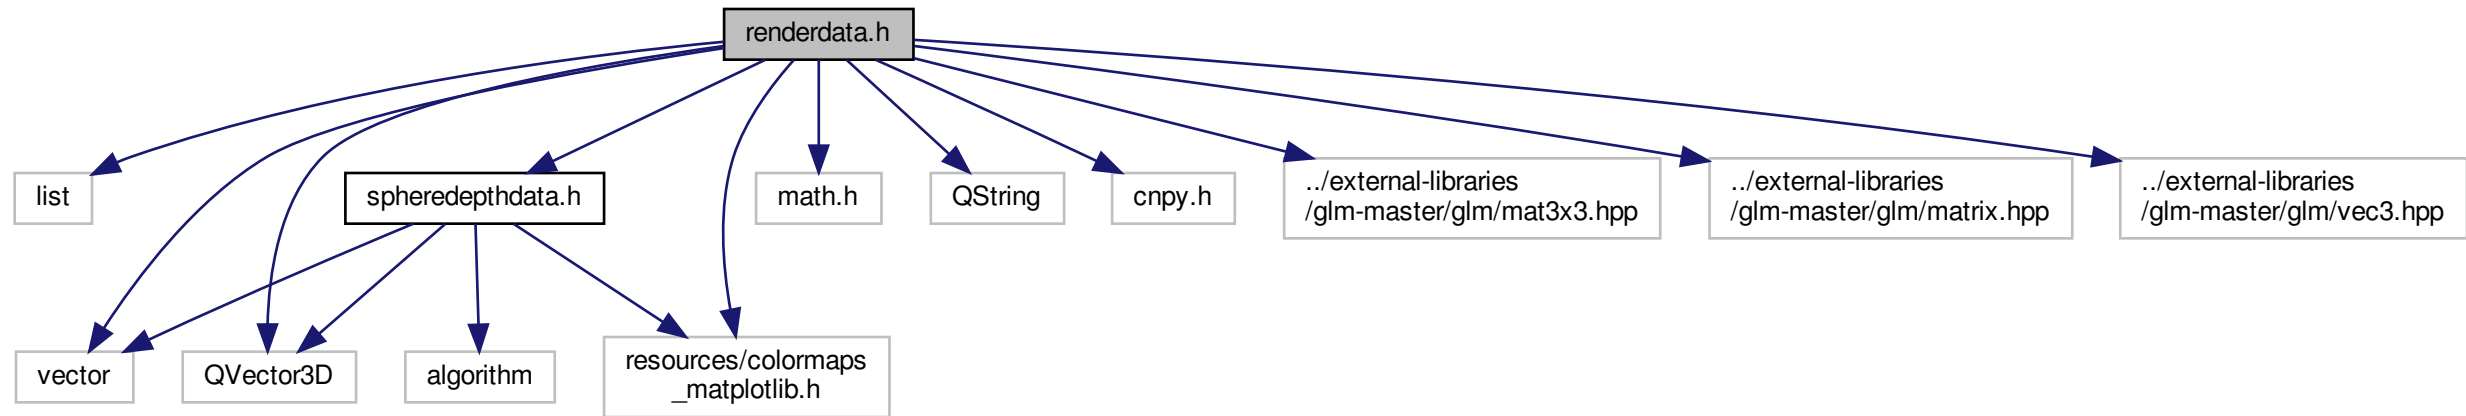 renderdata.h
list
spheredepthdata.h
math.h
QString
cnpy.h
../external-libraries
/glm-master/glm/mat3x3.hpp
../external-libraries
/glm-master/glm/matrix.hpp
../external-libraries
/glm-master/glm/vec3.hpp
vector
QVector3D
algorithm
resources/colormaps
_matplotlib.h